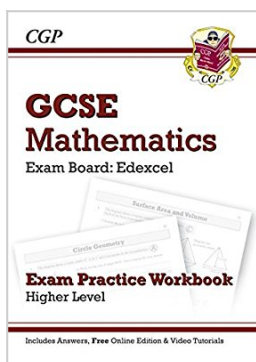 CGP
CGP
GCSE
Mathematics
Exam Board: Edexcel
Surface Area and Volume
Circle Geometry
Exam Practice Workbook
Higher Level
Includes Answers, Free Online Edition & Video Tutorials